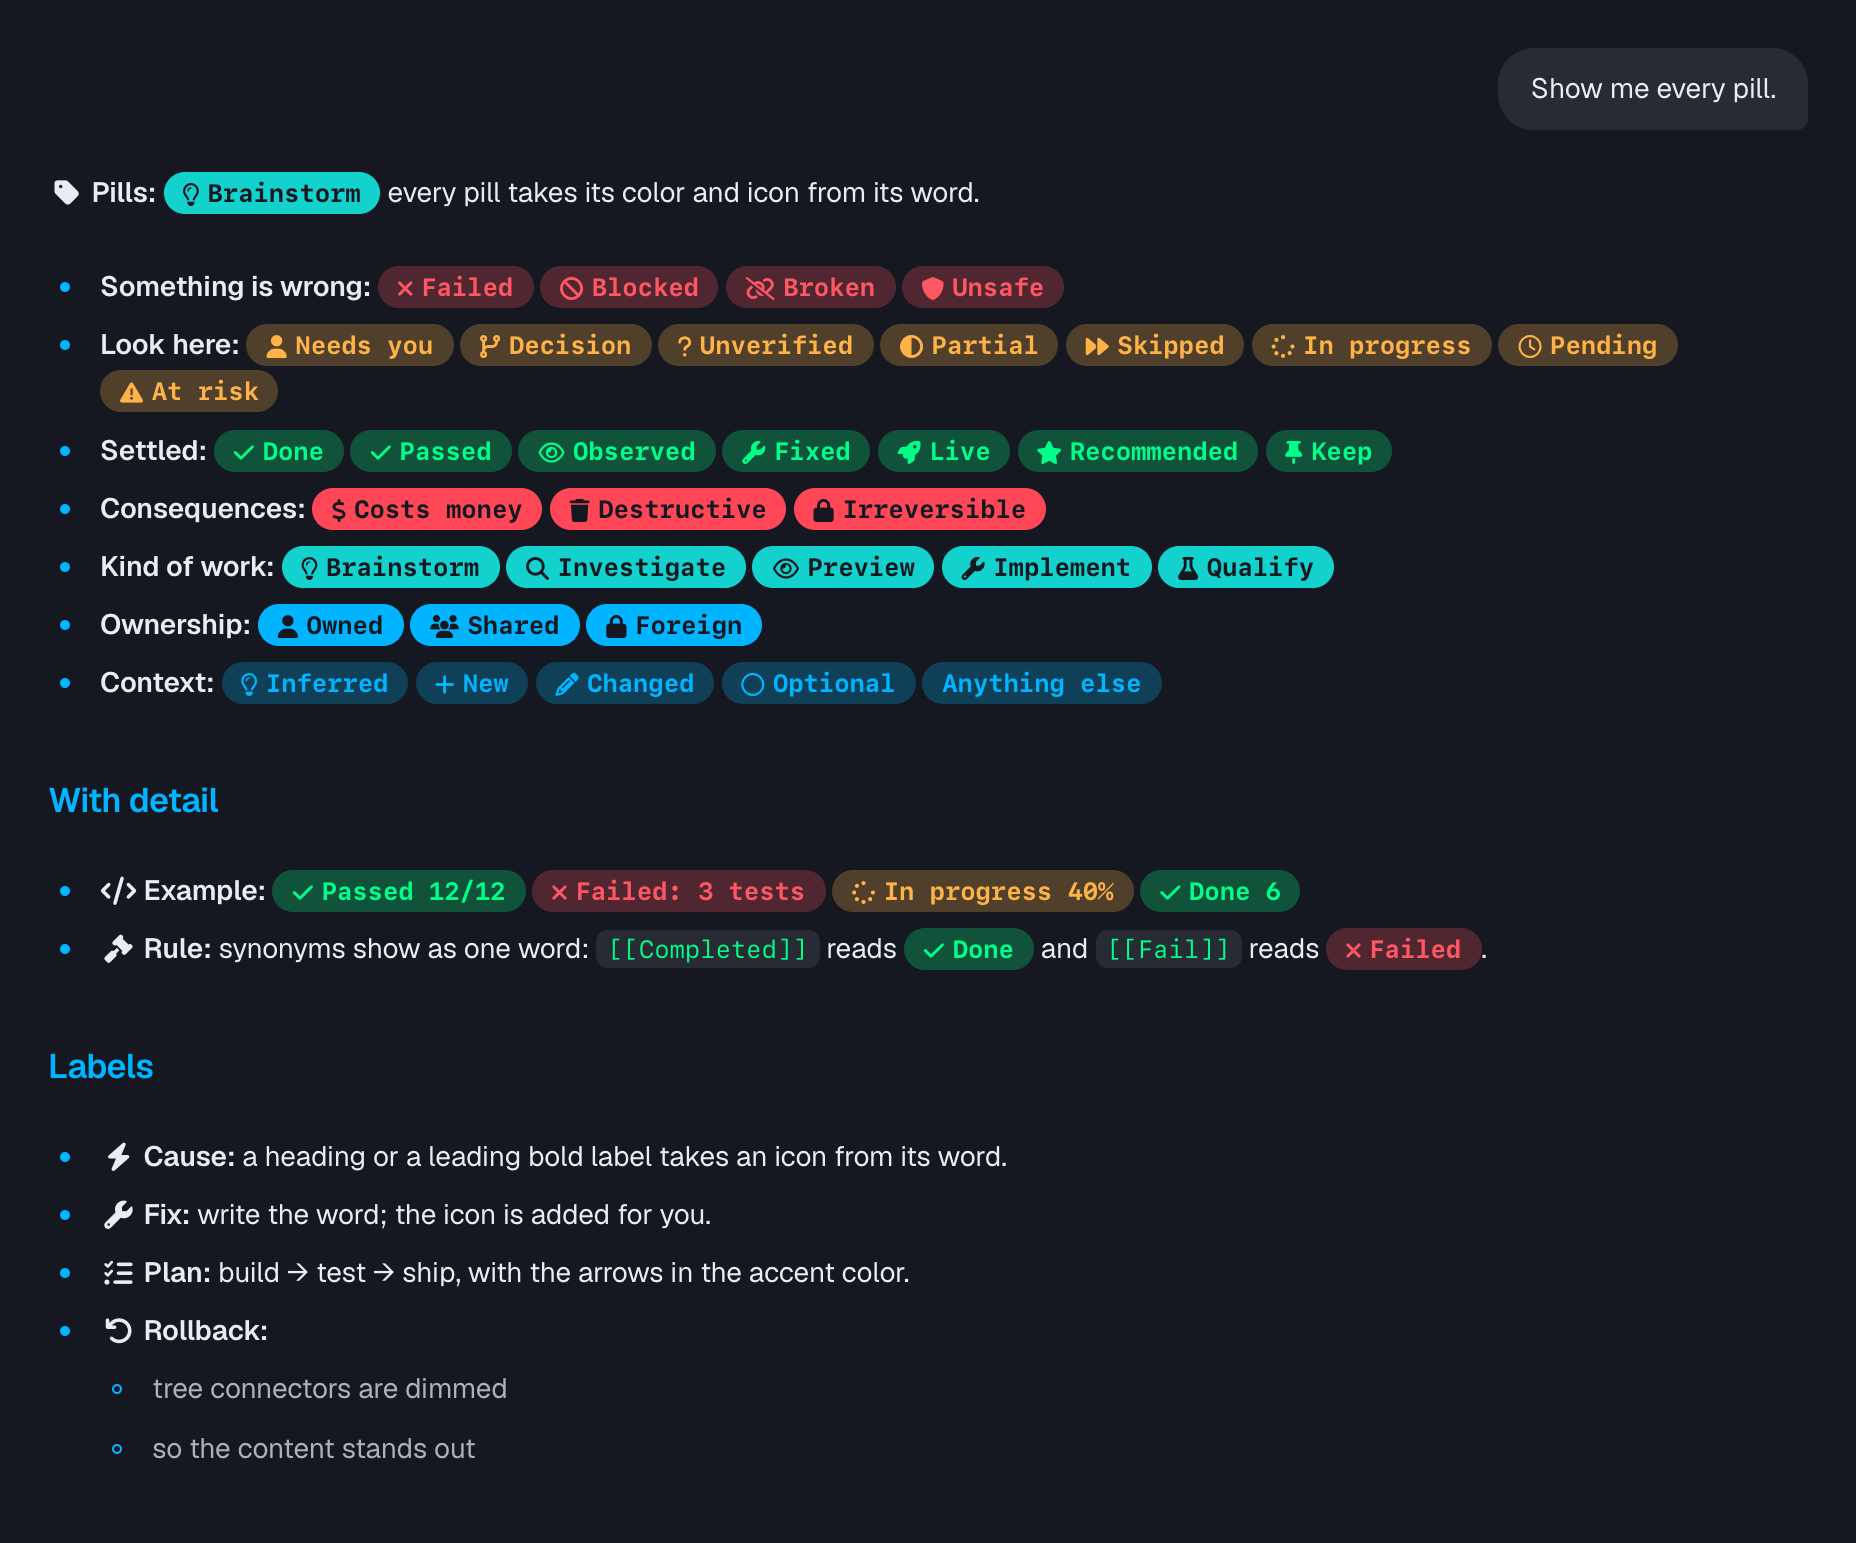 Show me every pill.
Pills: Brainstorm every pill takes its color and icon from its word.
Something is wrong: Failed Blocked Broken Unsafe
Look here: Needs you Decision Unverified Partial Skipped In progress Pending
At risk
Settled: Done Passed Observed Fixed Live Recommended Keep
Consequences: Costs money Destructive Irreversible
Kind of work: Brainstorm Investigate Preview Implement Qualify
Ownership: Owned Shared Foreign
Context: Inferred New Changed Optional Anything else
With detail
Example: Passed 12/12 Failed: 3 tests In progress 40% Done 6
Rule: synonyms show as one word: [[Completed]] reads Done and [[Fail]] reads Failed.
Labels
Cause: a heading or a leading bold label takes an icon from its word.
Fix: write the word; the icon is added for you.
Plan: build → test → ship, with the arrows in the accent color.
Rollback:
tree connectors are dimmed
so the content stands out